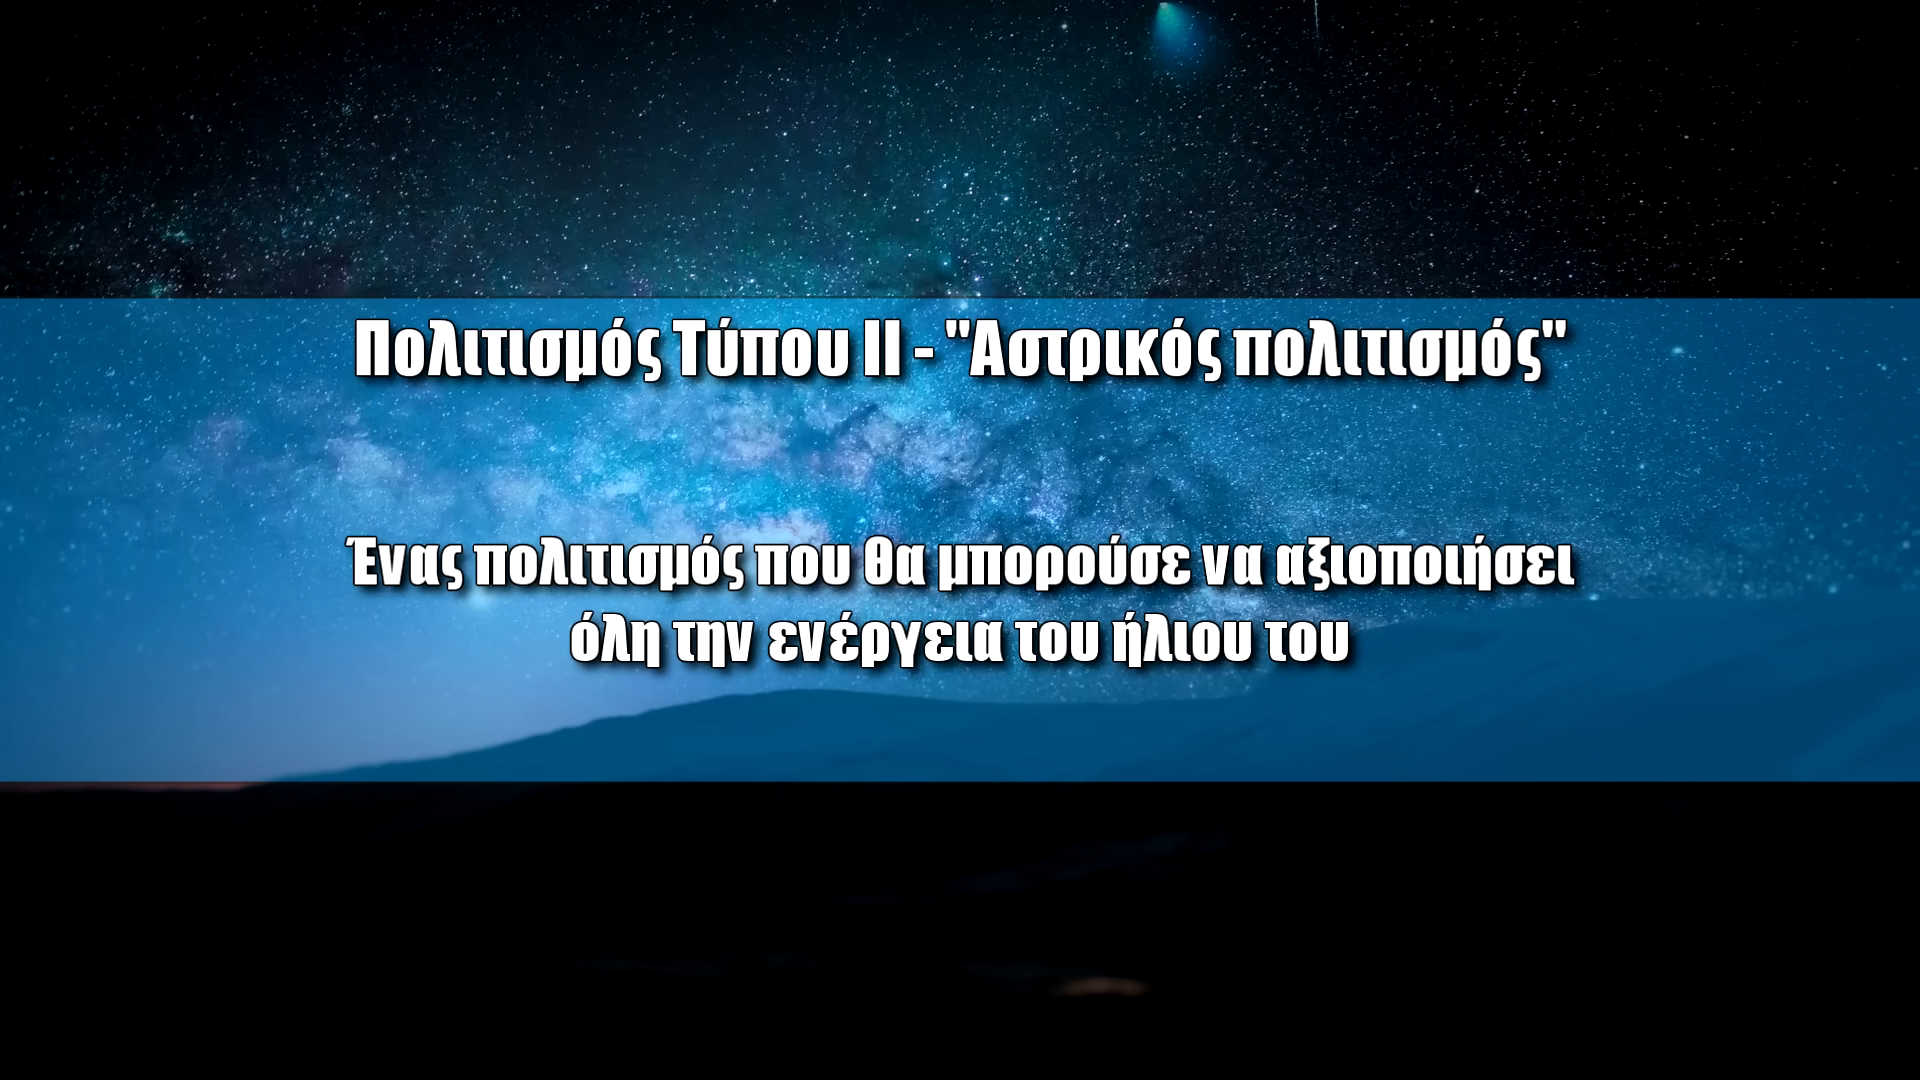 Πολιτισμός Τύπου ΙΙ - "Αστρικός πολιτισμός"
Ένας πολιτισμός που θα μπορούσε να αξιοποιήσει
όλη την ενέργεια του ήλιου του